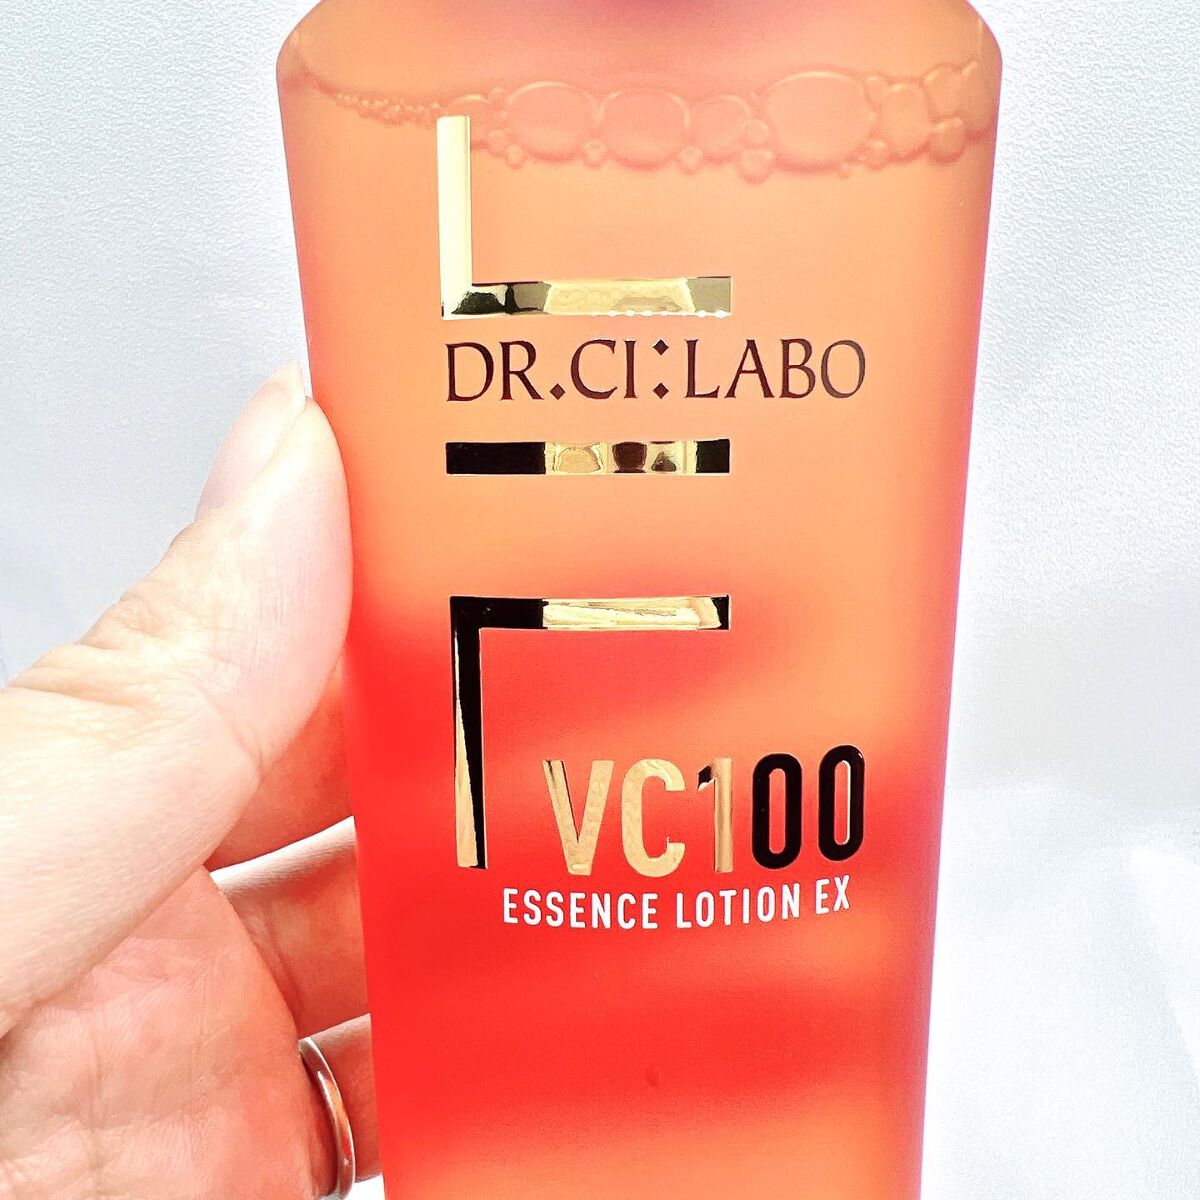 DR.CI:LABO
VC100
ESSENCE LOTION EX